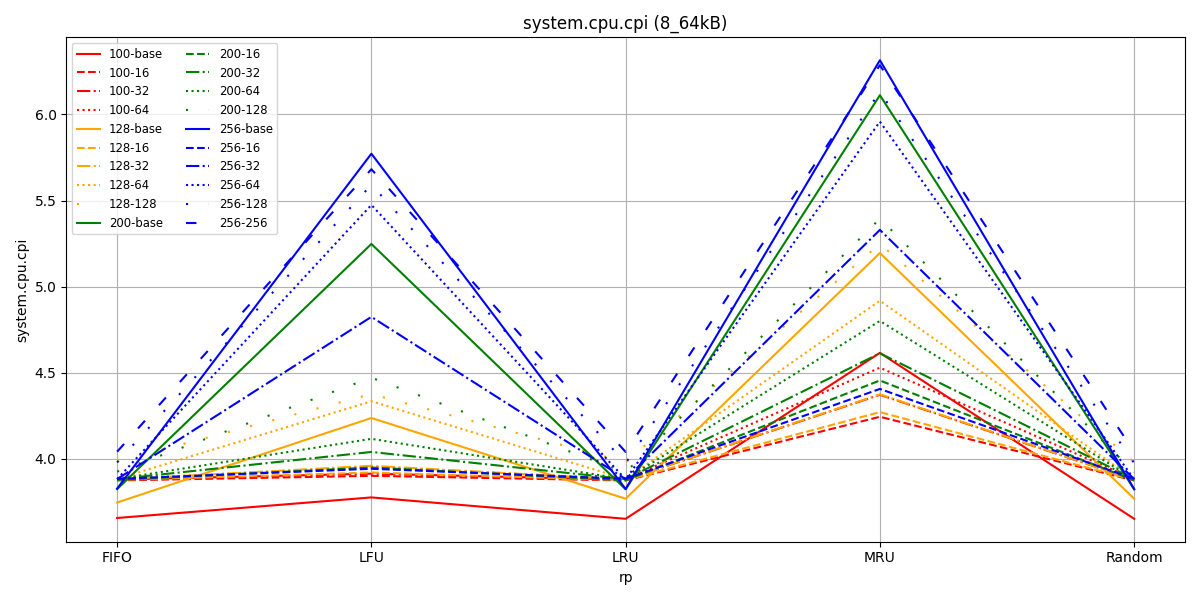 system.cpu.cpi (8_64kB)
100-base
100-16
100-32
100-64
128-base
128-16
128-32
128-64
128-128
200-base
200-16
200-32
200-64
200-128
256-base
256-16
256-32
256-64
256-128
256-256
6.0
5.5
5.0
4.5
4.0
system.cpu.cpi
FIFO
LFU
LRU
MRU
Random
rp